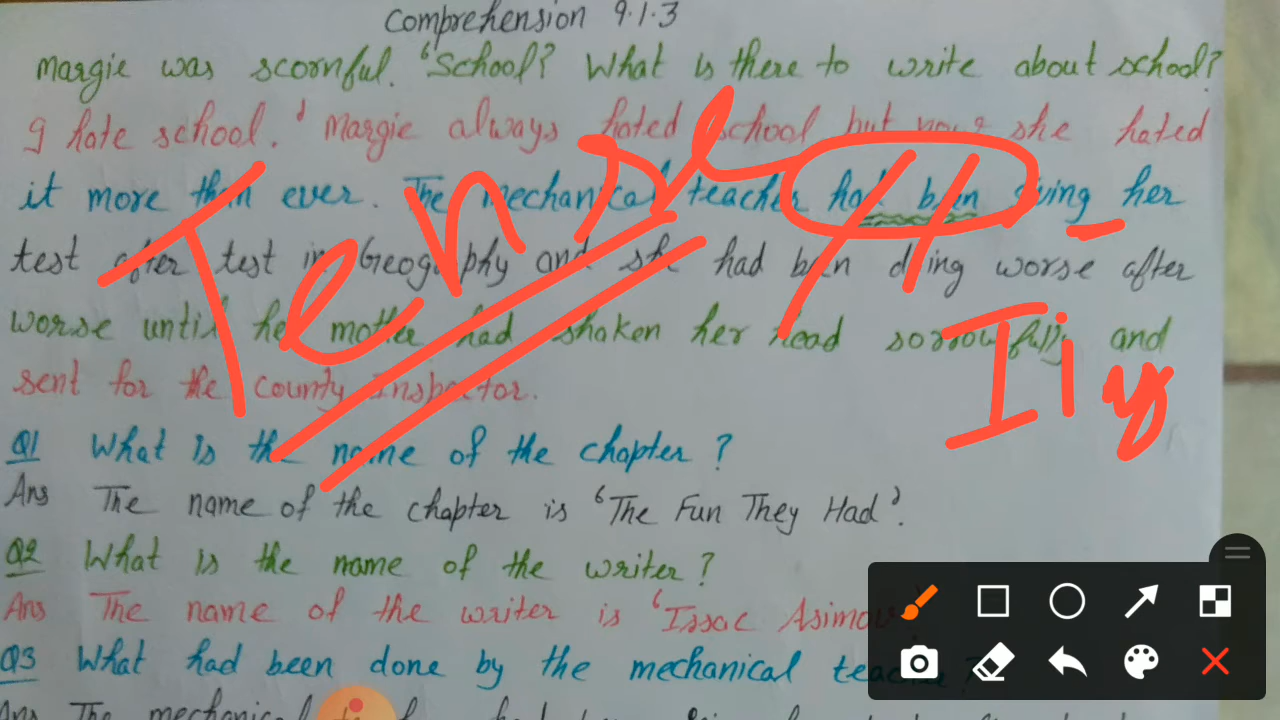 Comprehension 9.1.3
Margie was scornful. 'School? What is there to write about school?
I hate school.' Margie always hated school but now she hated
it more than ever. The mechanical teacher had been giving her
test after test in Geography and she had been doing worse after
worse until her mother had shaken her head sorrowfully and
sent for the county Inspector.
Tense
Q1 What is the name of the chapter ?
Ans The name of the chapter is 'The Fun They Had'.
Q2 What is the name of the writer ?
Ans The name of the writer is 'Issac Asimov
Q3 What had been done by the mechanical teacher ?
Ans The mechanical